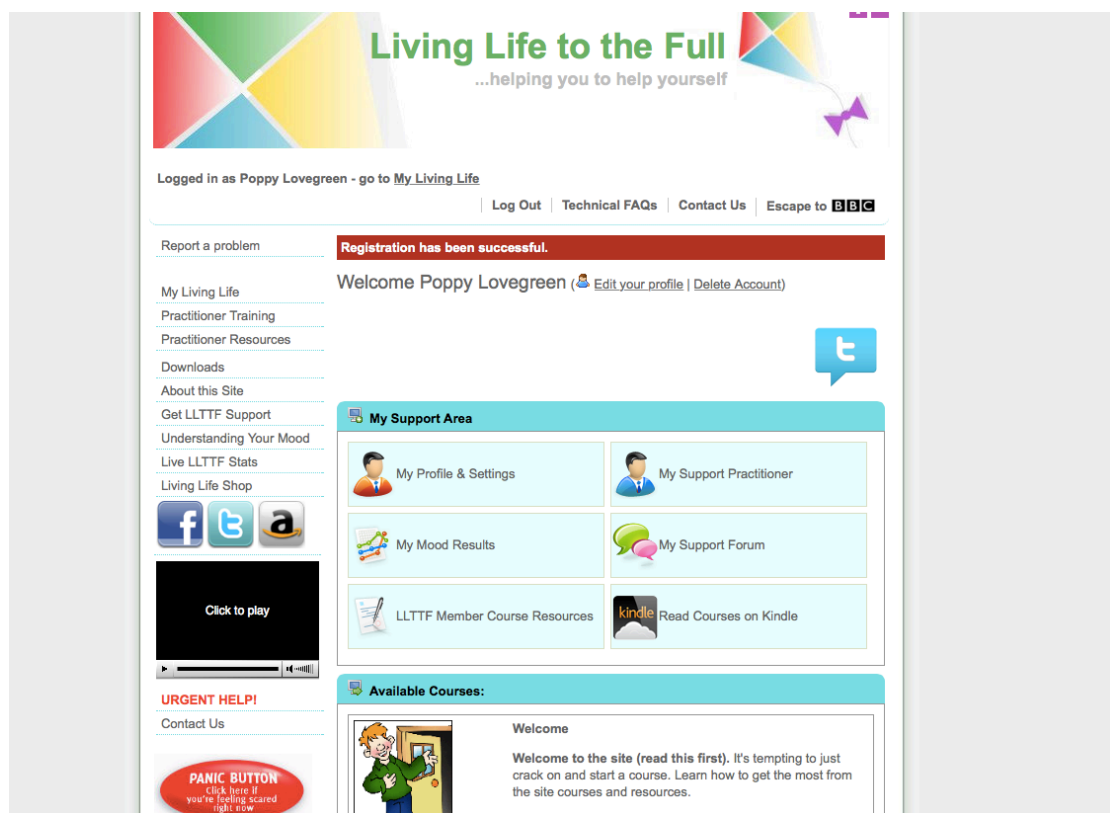 Living Life to the Full
...helping you to help yourself
Logged in as Poppy Lovegreen - go to My Living Life
Log Out
Technical FAQs
Contact Us
Escape to BBC
Report a problem
My Living Life
Practitioner Training
Practitioner Resources
Downloads
About this Site
Get LLTTF Support
Understanding Your Mood
Live LLTTF Stats
Living Life Shop
f
t
a
Click to play
URGENT HELP!
Contact Us
PANIC BUTTON
Click here if
you're feeling scared
right now
Registration has been successful.
Welcome Poppy Lovegreen ( Edit your profile | Delete Account)
t
My Support Area
My Profile & Settings
My Support Practitioner
My Mood Results
My Support Forum
LLTTF Member Course Resources
kindle
Read Courses on Kindle
Available Courses:
Welcome
Welcome to the site (read this first). It's tempting to just
crack on and start a course. Learn how to get the most from
the site courses and resources.